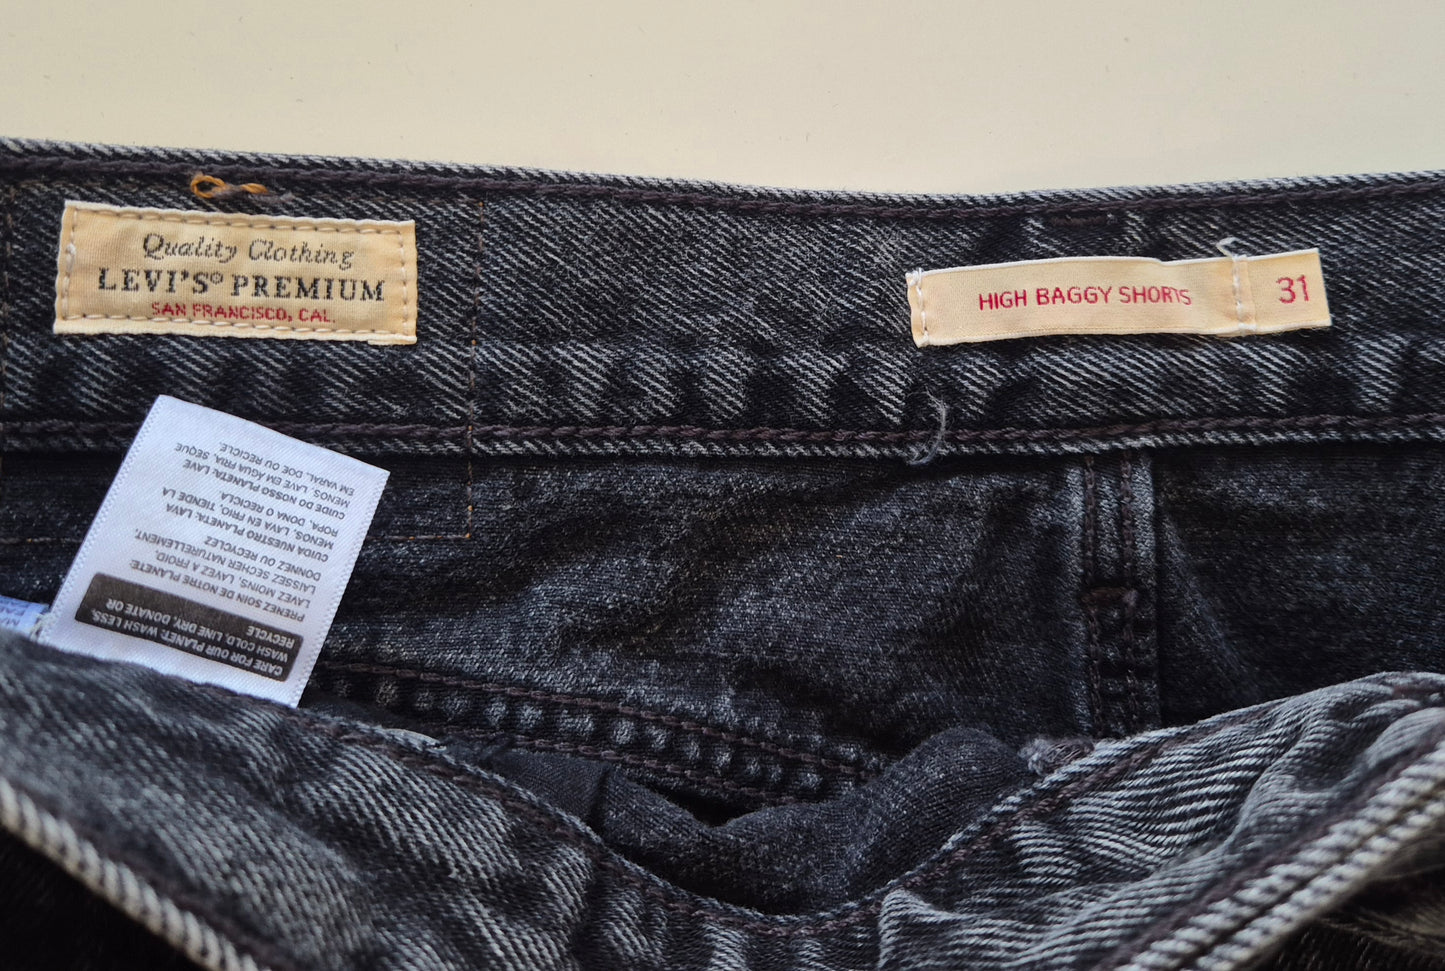 Quality Clothing
LEVI'S® PREMIUM
SAN FRANCISCO, CAL.
HIGH BAGGY SHORTS 31
CARE FOR OUR PLANET: WASH LESS,
WASH COLD, LINE DRY, DONATE OR
RECYCLE
PRENEZ SOIN DE NOTRE PLANÈTE:
LAVEZ MOINS, LAVEZ À FROID,
LAISSEZ SECHER NATURELLEMENT,
DONNEZ OU RECYCLEZ
CUIDA NUESTRO PLANETA: LAVA
MENOS, LAVA EN FRIO, TIENDE LA
ROPA, DONA O RECICLA
CUIDE DO NOSSO PLANETA: LAVE
MENOS, LAVE EM ÁGUA FRIA, SEQUE
EM VARAL, DOE OU RECICLE.